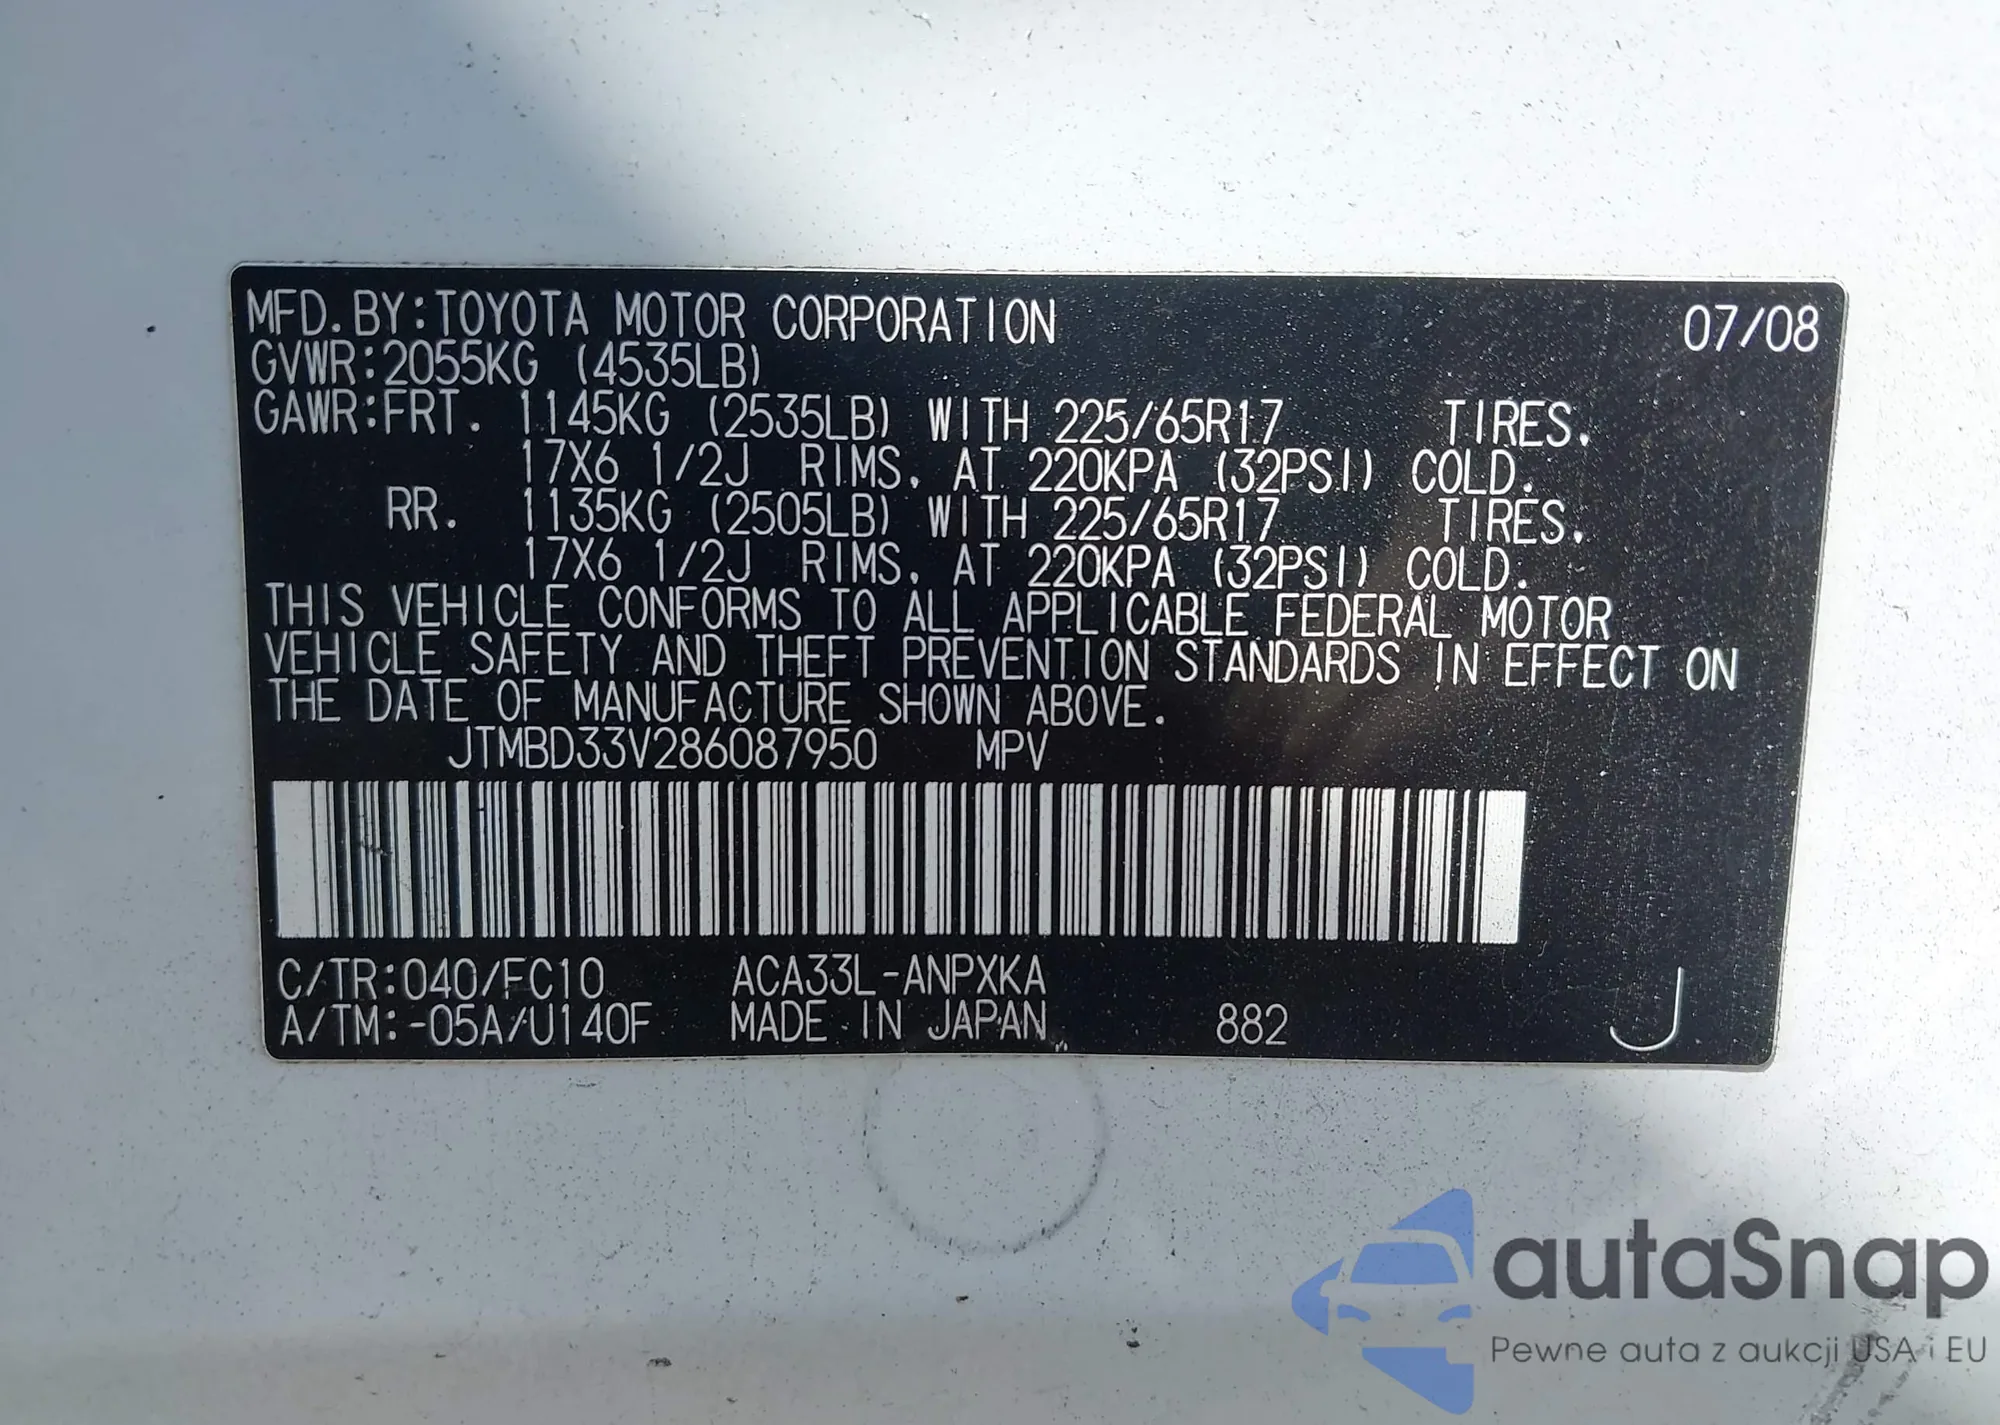 MFD. BY:TOYOTA MOTOR CORPORATION 07/08
GVWR:2055KG (4535LB)
GAWR:FRT. 1145KG (2535LB) WITH 225/65R17 TIRES.
17X6 1/2J RIMS, AT 220KPA (32PSI) COLD.
RR. 1135KG (2505LB) WITH 225/65R17 TIRES.
17X6 1/2J RIMS, AT 220KPA (32PSI) COLD.
THIS VEHICLE CONFORMS TO ALL APPLICABLE FEDERAL MOTOR
VEHICLE SAFETY AND THEFT PREVENTION STANDARDS IN EFFECT ON
THE DATE OF MANUFACTURE SHOWN ABOVE.
JTMBD33V286087950 MPV
C/TR:040/FC10 ACA33L-ANPXKA
A/TM:-05A/U140F MADE IN JAPAN 882 J
autaSnap
Pewne auta z aukcji USA i EU